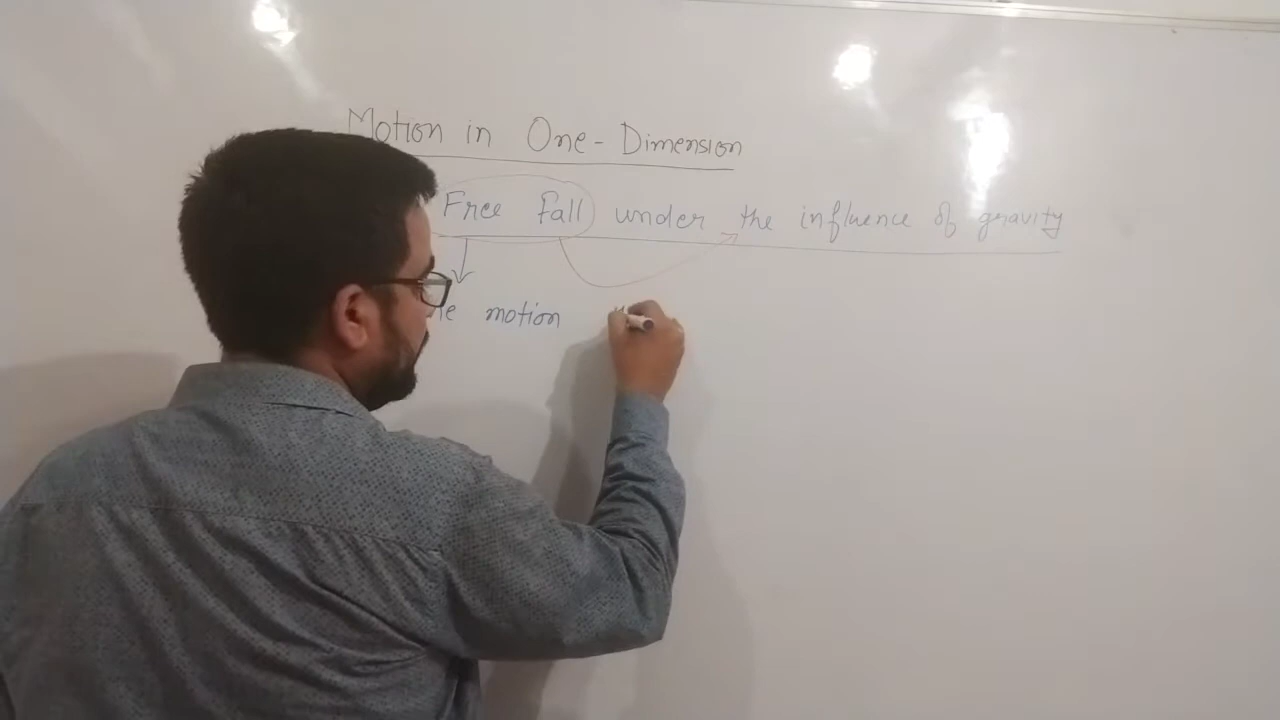 Motion in One-Dimension
Free fall under the influence of gravity
motion